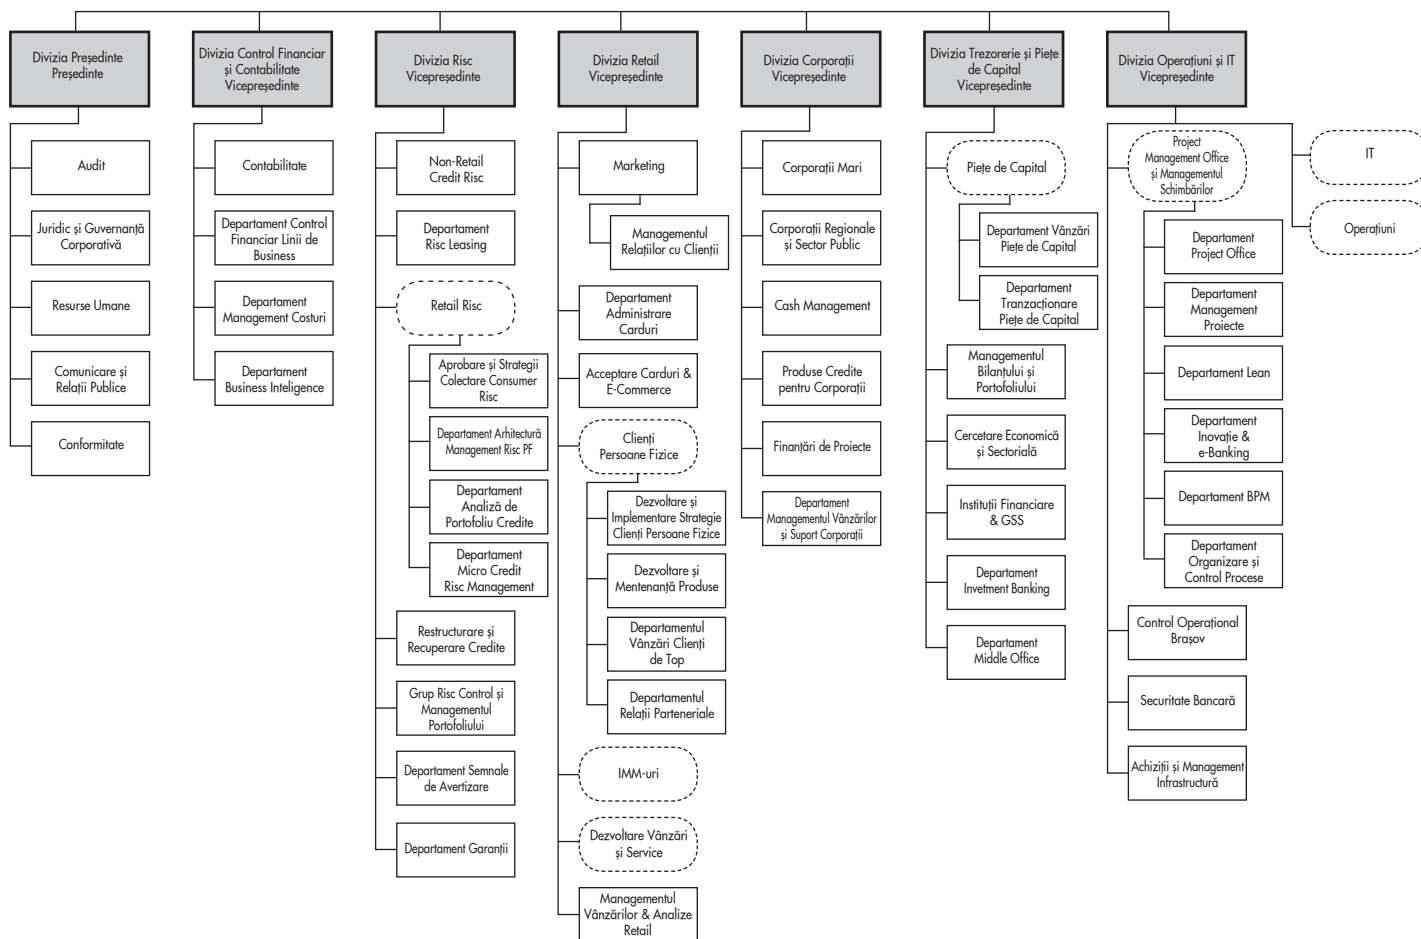 Divizia Președinte
Președinte
Audit
Juridic și Guvernanță
Corporativă
Resurse Umane
Comunicare și
Relații Publice
Conformitate
Divizia Control Financiar
și Contabilitate
Vicepreședinte
Contabilitate
Departament Control
Financiar Linii de
Business
Departament
Management Costuri
Departament
Business Inteligence
Divizia Risc
Vicepreședinte
Non-Retail
Credit Risc
Departament
Risc Leasing
Retail Risc
Aprobare și Strategii
Colectare Consumer
Risc
Departament Arhitectură
Management Risc PF
Departament
Analiză de
Portofoliu Credite
Departament
Micro Credit
Risc Management
Restructurare și
Recuperare Credite
Grup Risc Control și
Managementul
Portofoliului
Departament Semnale
de Avertizare
Departament Garanții
Divizia Retail
Vicepreședinte
Marketing
Managementul
Relațiilor cu Clienții
Departament
Administrare
Carduri
Acceptare Carduri &
E-Commerce
Clienți
Persoane Fizice
Dezvoltare și
Implementare Strategie
Clienți Persoane Fizice
Dezvoltare și
Mentenanță Produse
Departamentul
Vânzări Clienți
de Top
Departamentul
Relații Parteneriale
IMM-uri
Dezvoltare Vânzări
și Service
Managementul
Vânzărilor & Analize
Retail
Divizia Corporații
Vicepreședinte
Corporații Mari
Corporații Regionale
și Sector Public
Cash Management
Produse Credite
pentru Corporații
Finanțări de Proiecte
Departament
Managementul Vânzărilor
și Suport Corporații
Divizia Trezorerie și Piețe
de Capital
Vicepreședinte
Piețe de Capital
Departament Vânzări
Piețe de Capital
Departament
Tranzacționare
Piețe de Capital
Managementul
Bilanțului și
Portofoliului
Cercetare Economică
și Sectorială
Instituții Financiare
& GSS
Departament
Invetment Banking
Departament
Middle Office
Divizia Operațiuni și IT
Vicepreședinte
Project
Management Office
și Managementul
Schimbărilor
Departament
Project Office
Departament
Management
Proiecte
Departament Lean
Departament
Inovație &
e-Banking
Departament BPM
Departament
Organizare și
Control Procese
Control Operațional
Brașov
Securitate Bancară
Achiziții și Management
Infrastructură
IT
Operațiuni